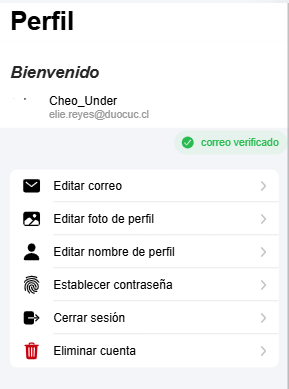 Perfil
Bienvenido
Cheo_Under
elie.reyes@duocuc.cl
correo verificado
Editar correo
Editar foto de perfil
Editar nombre de perfil
Establecer contraseña
Cerrar sesión
Eliminar cuenta